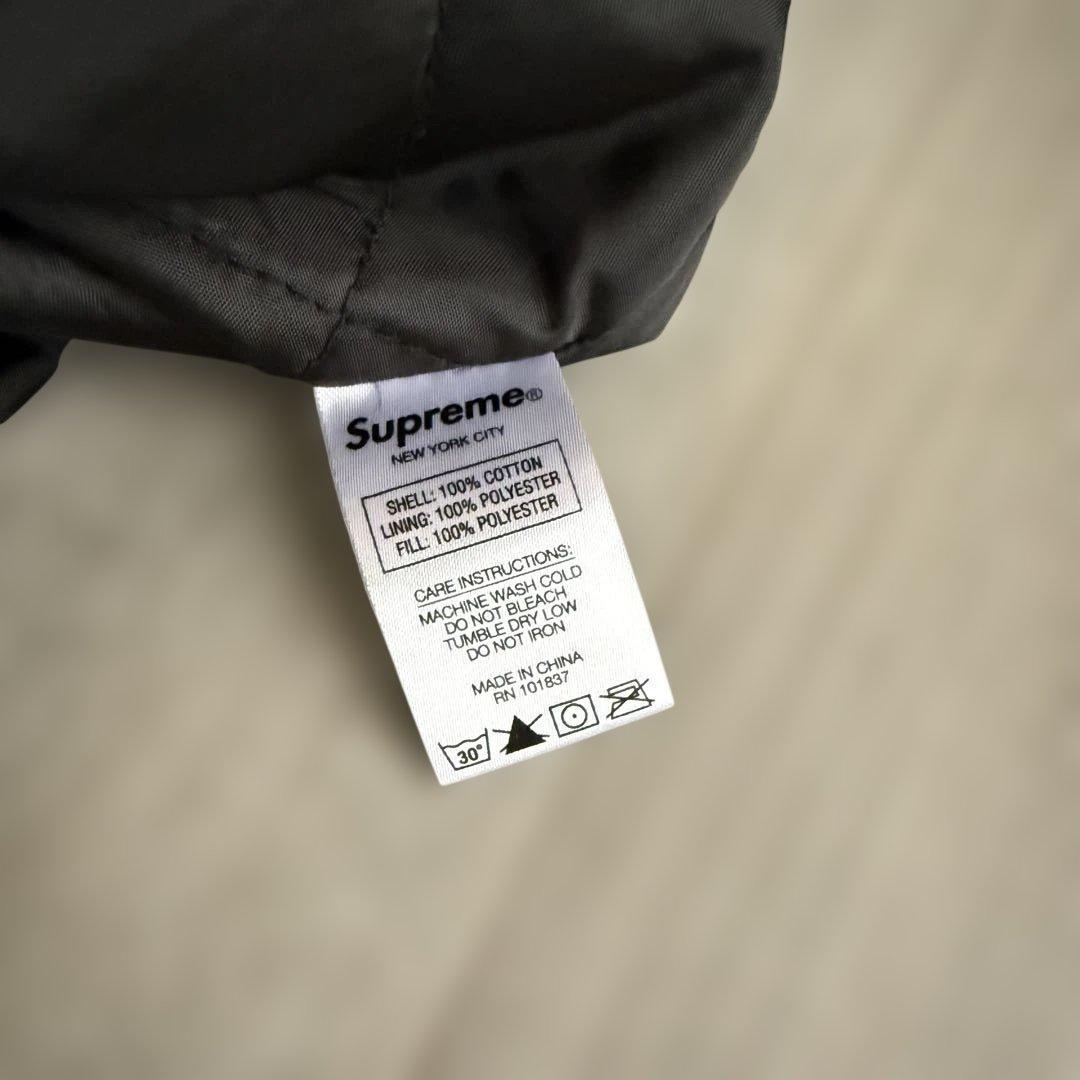 Supreme®
NEW YORK CITY
SHELL: 100% COTTON
LINING: 100% POLYESTER
FILL: 100% POLYESTER
CARE INSTRUCTIONS:
MACHINE WASH COLD
DO NOT BLEACH
TUMBLE DRY LOW
DO NOT IRON
MADE IN CHINA
RN 101837
30°